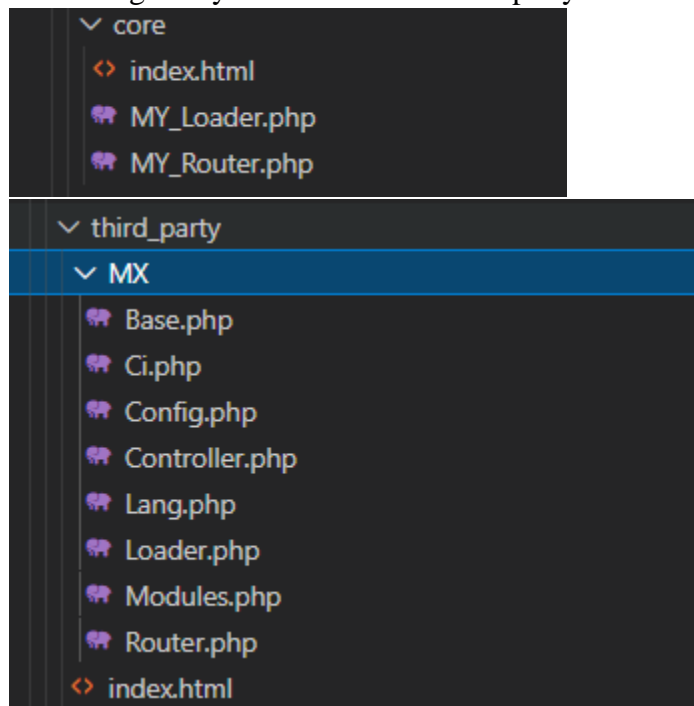 core
index.html
MY_Loader.php
MY_Router.php
third_party
MX
Base.php
Ci.php
Config.php
Controller.php
Lang.php
Loader.php
Modules.php
Router.php
index.html